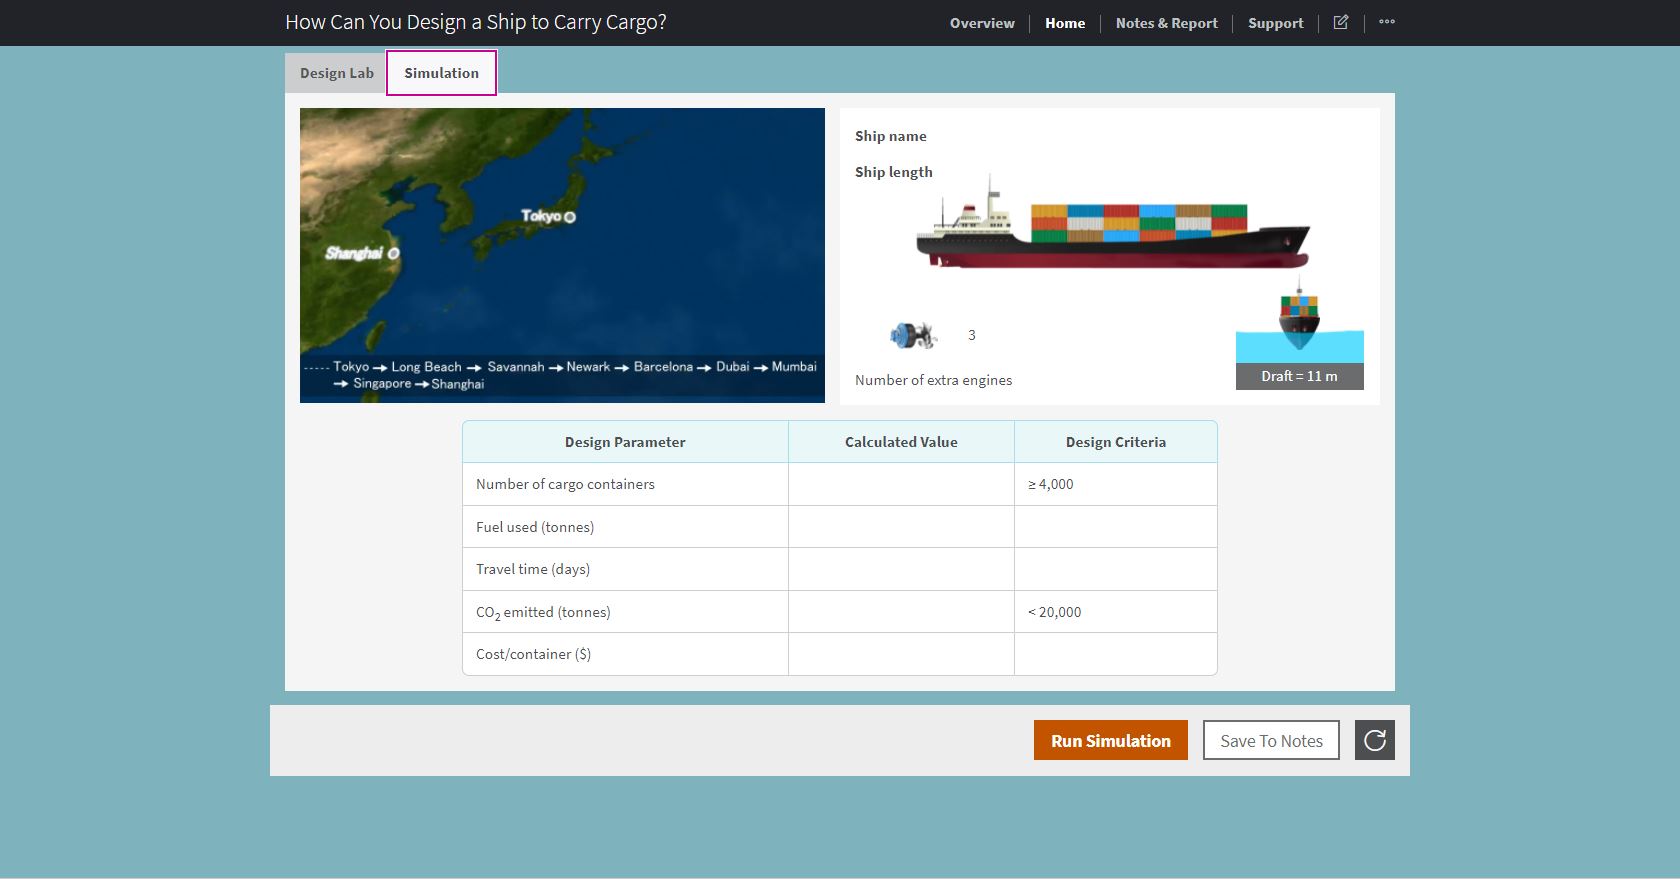 How Can You Design a Ship to Carry Cargo?
Overview
Home
Notes & Report
Support
Design Lab
Simulation
Tokyo
Shanghai
----- Tokyo → Long Beach → Savannah → Newark → Barcelona → Dubai → Mumbai
→ Singapore → Shanghai
Ship name
Ship length
3
Number of extra engines
Draft = 11 m
Design Parameter Calculated Value Design Criteria
Number of cargo containers ≥ 4,000
Fuel used (tonnes)
Travel time (days)
CO₂ emitted (tonnes) < 20,000
Cost/container ($)
Run Simulation
Save To Notes